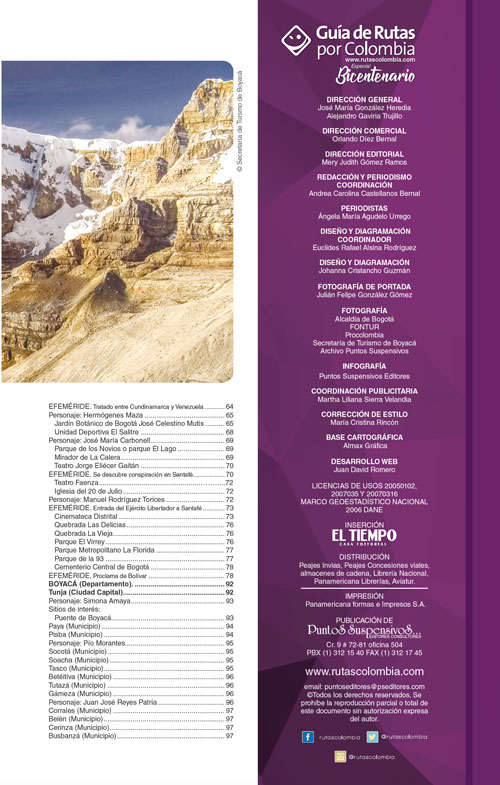 © Secretaría de Turismo de Boyacá
EFEMÉRIDE. Tratado entre Cundinamarca y Venezuela ............ 64
Personaje: Hermógenes Maza ............ 65
Jardín Botánico de Bogotá José Celestino Mutis ............ 65
Unidad Deportiva El Salitre ............ 68
Personaje: José María Carbonell ............ 69
Parque de los Novios o parque El Lago ............ 69
Mirador de La Calera ............ 69
Teatro Jorge Eliécer Gaitán ............ 70
EFEMÉRIDE. Se descubre conspiración en Santafé ............ 70
Teatro Faenza ............ 72
Iglesia del 20 de Julio ............ 72
Personaje: Manuel Rodríguez Torices ............ 72
EFEMÉRIDE. Entrada del Ejército Libertador a Santafé ............ 73
Cinemateca Distrital ............ 73
Quebrada Las Delicias ............ 76
Quebrada La Vieja ............ 76
Parque El Virrey ............ 76
Parque Metropolitano La Florida ............ 77
Parque de la 93 ............ 77
Cementerio Central de Bogotá ............ 78
EFEMÉRIDE. Proclama de Bolívar ............ 78
BOYACÁ (Departamento). ............ 92
Tunja (Ciudad Capital) ............ 92
Personaje: Simona Amaya ............ 93
Sitios de interés:
Puente de Boyacá ............ 93
Paya (Municipio) ............ 94
Pisba (Municipio) ............ 94
Personaje: Pío Morantes ............ 95
Socotá (Municipio) ............ 95
Soacha (Municipio) ............ 95
Tasco (Municipio) ............ 95
Betéitiva (Municipio) ............ 96
Tutazá (Municipio) ............ 96
Gámeza (Municipio) ............ 96
Personaje: Juan José Reyes Patria ............ 96
Corrales (Municipio) ............ 97
Belén (Municipio) ............ 97
Cerinza (Municipio) ............ 97
Busbanzá (Municipio) ............ 97
Guía de Rutas
por Colombia
www.rutascolombia.com
Especial
Bicentenario
DIRECCIÓN GENERAL
José María González Heredia
Alejandro Gaviria Trujillo
DIRECCIÓN COMERCIAL
Orlando Díez Bernal
DIRECCIÓN EDITORIAL
Mery Judith Gómez Ramos
REDACCIÓN Y PERIODISMO
COORDINACIÓN
Andrea Carolina Castellanos Bernal
PERIODISTAS
Ángela María Agudelo Urrego
DISEÑO Y DIAGRAMACIÓN
COORDINADOR
Euclides Rafael Alsina Rodríguez
DISEÑO Y DIAGRAMACIÓN
Johanna Cristancho Guzmán
FOTOGRAFÍA DE PORTADA
Julián Felipe González Gómez
FOTOGRAFÍA
Alcaldía de Bogotá
FONTUR
Procolombia
Secretaría de Turismo de Boyacá
Archivo Puntos Suspensivos
INFOGRAFÍA
Puntos Suspensivos Editores
COORDINACIÓN PUBLICITARIA
Martha Liliana Sierra Velandia
CORRECCIÓN DE ESTILO
María Cristina Rincón
BASE CARTOGRÁFICA
Almax Gráfica
DESARROLLO WEB
Juan David Romero
LICENCIAS DE USOS 20050102,
2007035 Y 20070316
MARCO GEOESTADÍSTICO NACIONAL
2006 DANE
INSERCIÓN
EL TIEMPO
CASA EDITORIAL
DISTRIBUCIÓN
Peajes Invias, Peajes Concesiones viales,
almacenes de cadena, Librería Nacional,
Panamericana Librerías, Aviatur.
IMPRESIÓN
Panamericana formas e Impresos S.A.
PUBLICACIÓN DE
PuntoS SuspensivoS...
EDITORES CONSULTORES
Cr. 9 # 72-81 oficina 504
PBX (1) 312 15 40 FAX (1) 312 17 45
www.rutascolombia.com
email: puntoseditores@pseditores.com
©Todos los derechos reservados. Se
prohibe la reproducción parcial o total de
este documento sin autorización expresa
del autor.
rutascolombia
@rutascolombia
@rutascolombia